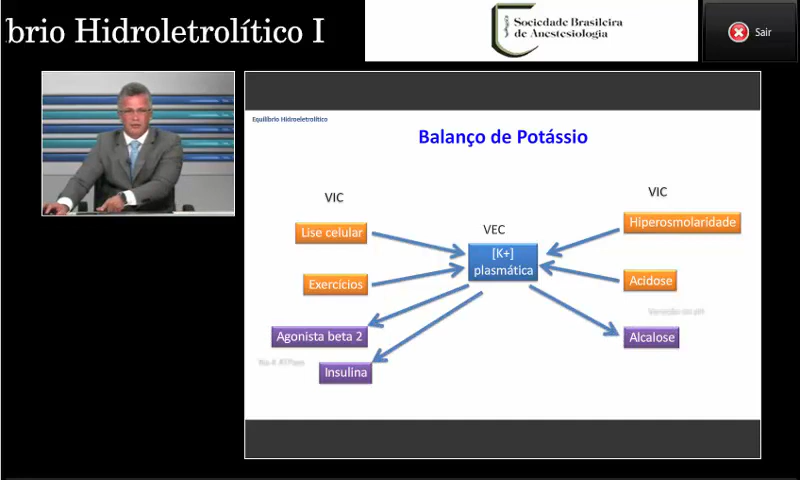 brio Hidroletrolítico I
Sociedade Brasileira
de Anestesiologia
Sair
Equilíbrio Hidroeletrolítico
Balanço de Potássio
VIC
VIC
Lise celular
VEC
Hiperosmolaridade
[K+]
plasmática
Exercícios
Acidose
Agonista beta 2
Alcalose
Insulina